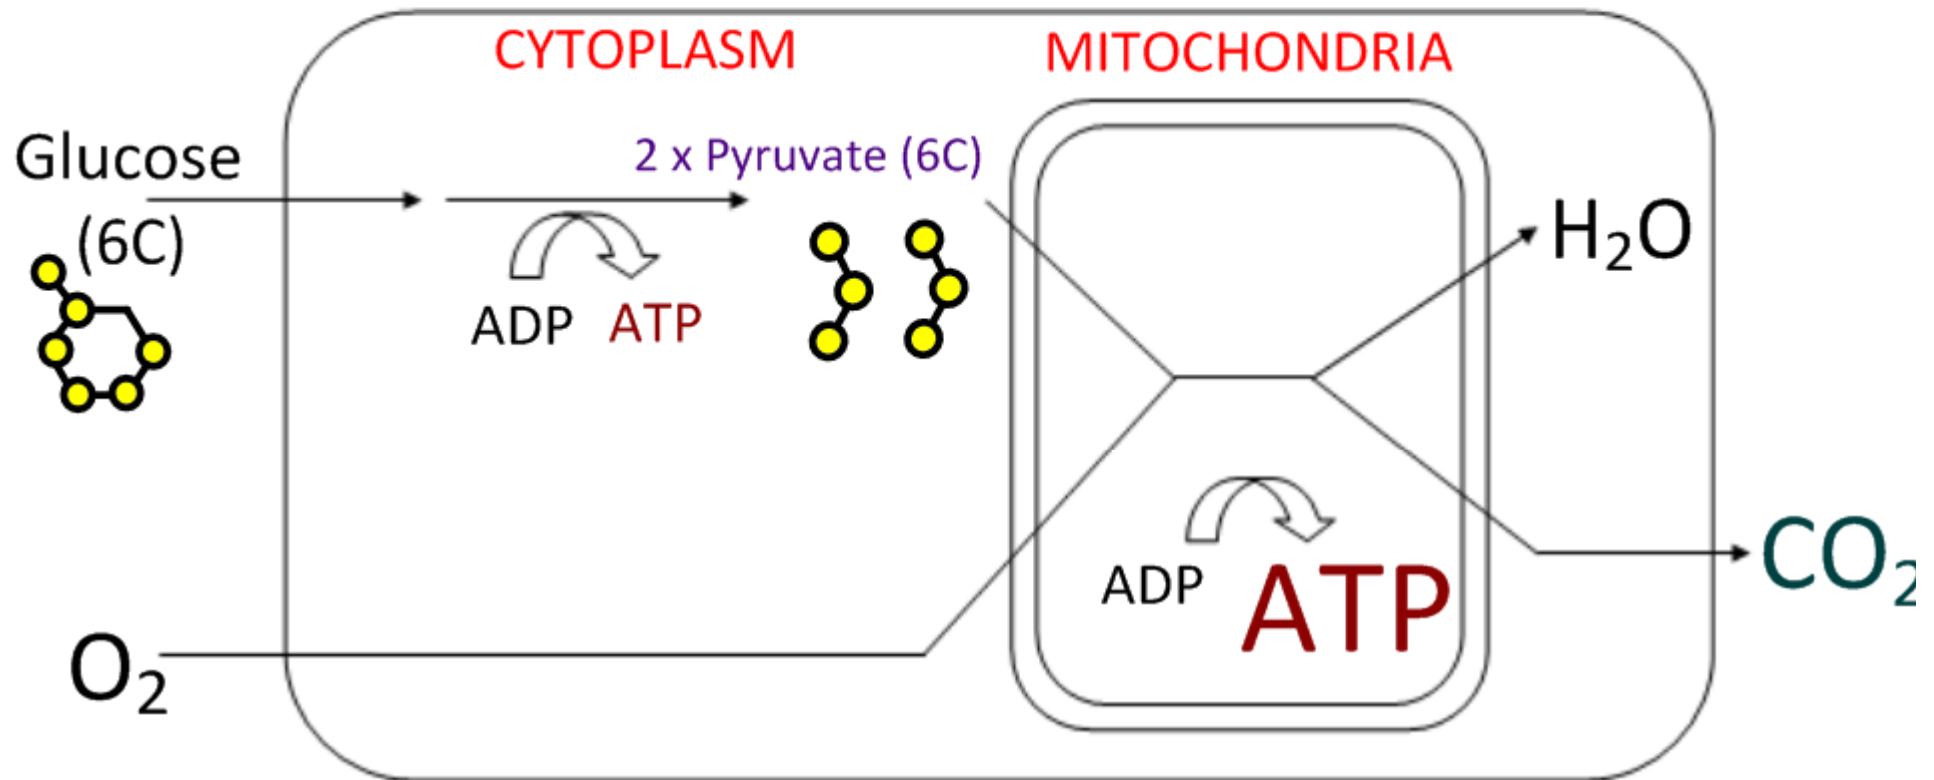 CYTOPLASM
MITOCHONDRIA
Glucose
(6C)
2 x Pyruvate (6C)
ADP ATP
H₂O
ADP ATP
CO₂
O₂